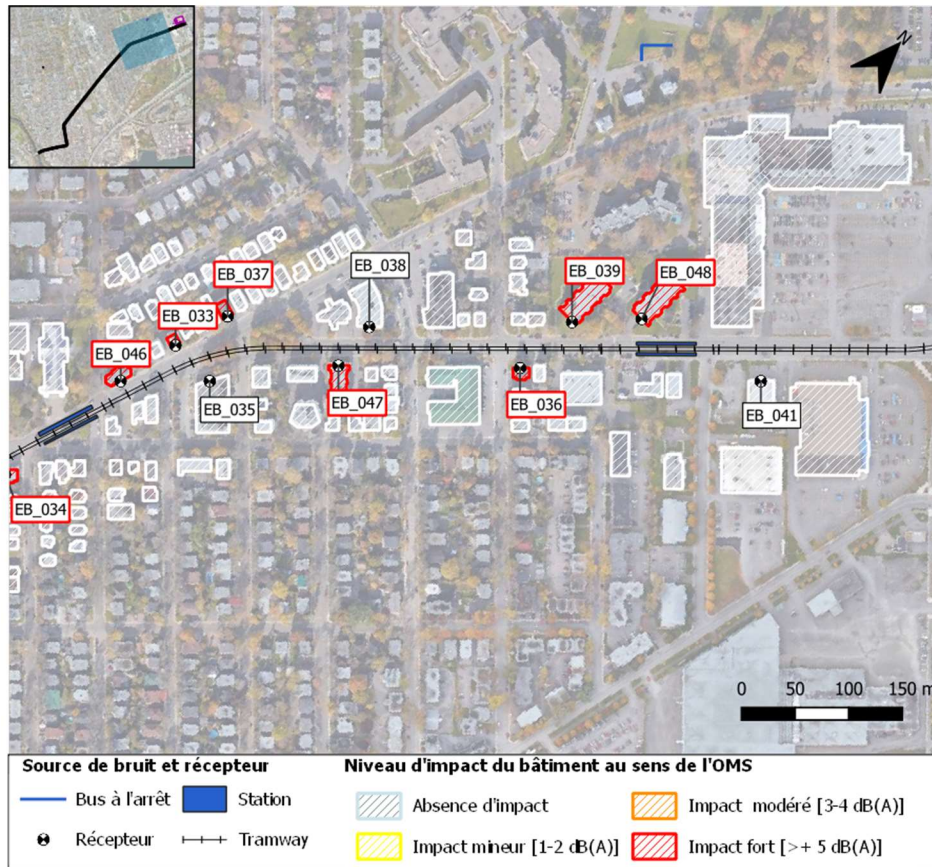 N
EB_037
EB_038
EB_039
EB_048
EB_033
EB_046
EB_035
EB_047
EB_036
EB_041
EB_034
0 50 100 150 m
Source de bruit et récepteur
Niveau d'impact du bâtiment au sens de l'OMS
Bus à l'arrêt
Station
Absence d'impact
Impact modéré [3-4 dB(A)]
Récepteur
Tramway
Impact mineur [1-2 dB(A)]
Impact fort [>+ 5 dB(A)]